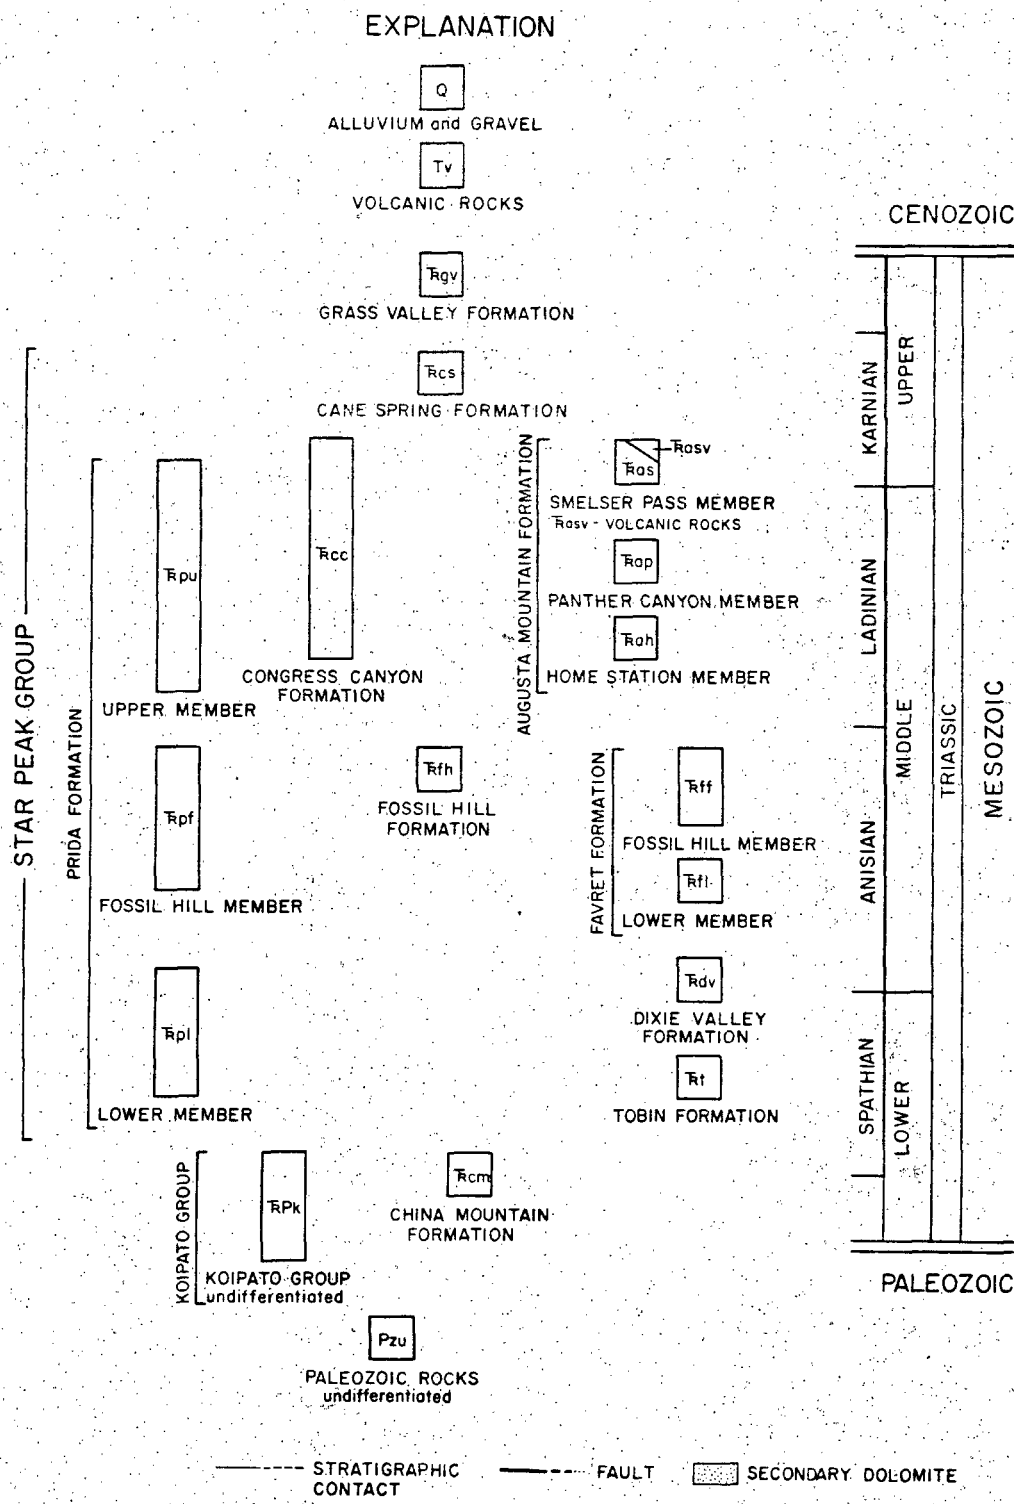 EXPLANATION
Q
ALLUVIUM and GRAVEL
Tv
VOLCANIC ROCKS
CENOZOIC
Ꞧgv
GRASS VALLEY FORMATION
Ꞧcs
CANE SPRING FORMATION
STAR PEAK GROUP
PRIDA FORMATION
Ꞧpu
UPPER MEMBER
Ꞧcc
CONGRESS CANYON
FORMATION
AUGUSTA MOUNTAIN FORMATION
Ꞧasv
Ꞧas
SMELSER PASS MEMBER
Ꞧasv - VOLCANIC ROCKS
Ꞧap
PANTHER CANYON MEMBER
Ꞧah
HOME STATION MEMBER
Ꞧpf
FOSSIL HILL MEMBER
Ꞧfh
FOSSIL HILL
FORMATION
FAVRET FORMATION
Ꞧff
FOSSIL HILL MEMBER
Ꞧfl
LOWER MEMBER
Ꞧdv
DIXIE VALLEY
FORMATION
Ꞧt
TOBIN FORMATION
Ꞧpl
LOWER MEMBER
KOIPATO GROUP
ꞦPk
KOIPATO GROUP
undifferentiated
Ꞧcm
CHINA MOUNTAIN
FORMATION
Pzu
PALEOZOIC ROCKS
undifferentiated
KARNIAN
LADINIAN
ANISIAN
SPATHIAN
UPPER
MIDDLE
LOWER
TRIASSIC
MESOZOIC
PALEOZOIC
STRATIGRAPHIC
CONTACT
FAULT
SECONDARY DOLOMITE